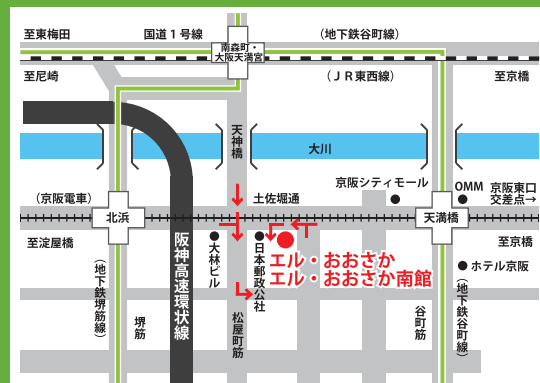 至東梅田
国道1号線
(地下鉄谷町線)
南森町・
大阪天満宮
至尼崎
(JR東西線)
至京橋
天神橋
大川
京阪シティモール
OMM
京阪東口
交差点→
(京阪電車)
土佐堀通
北浜
天満橋
至淀屋橋
至京橋
阪神高速環状線
大林ビル
日本郵政公社
エル・おおさか
エル・おおさか南館
ホテル京阪
(地下鉄堺筋線)
堺筋
松屋町筋
谷町筋
(地下鉄谷町線)